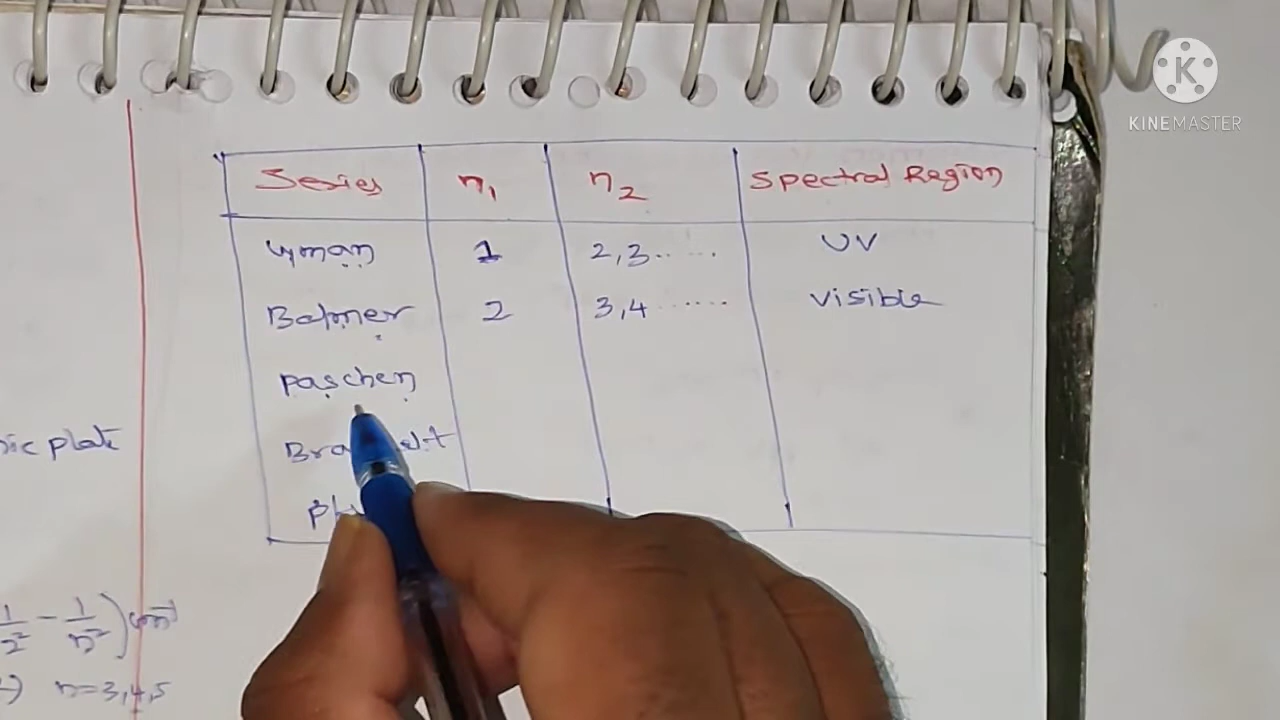 KINEMASTER
Series n₁ n₂ Spectral Region
Lyman 1 2,3...... UV
Balmer 2 3,4...... visible
paschen
plate
n=3,4,5